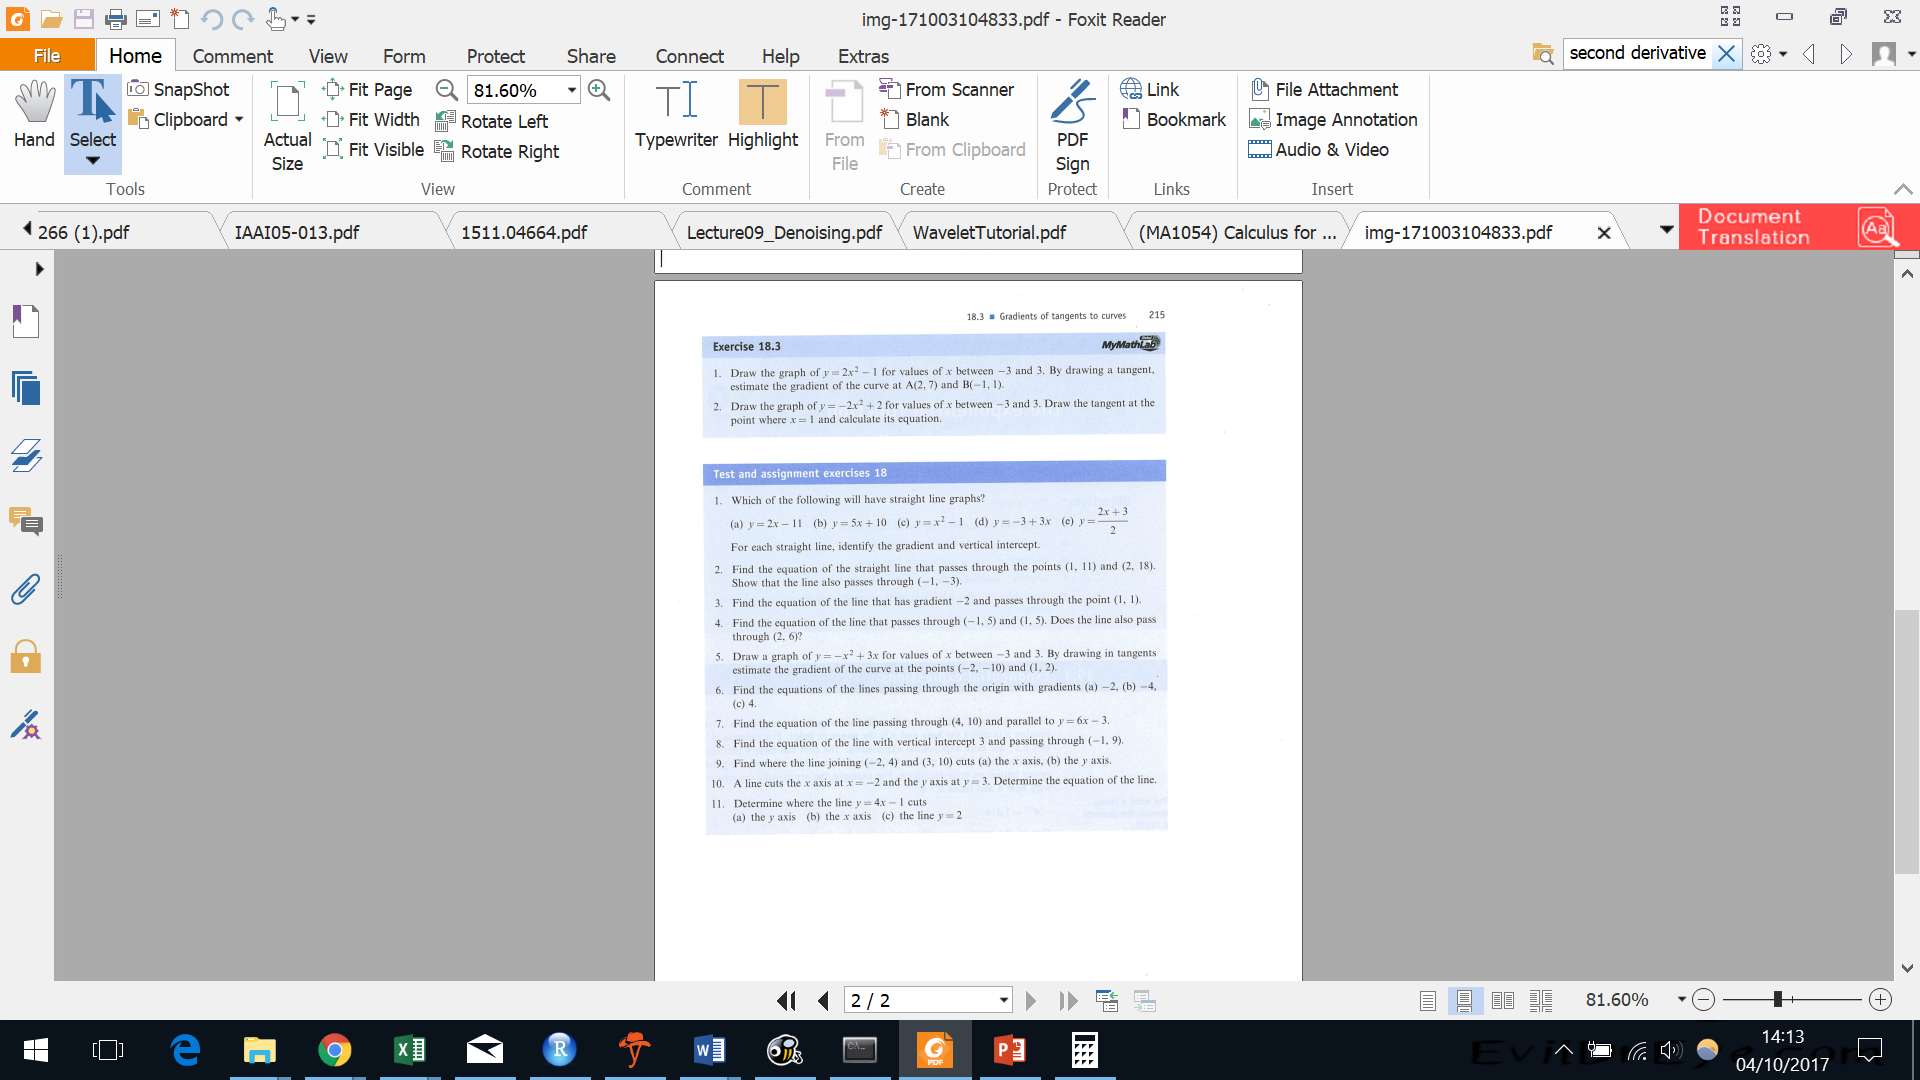 img-171003104833.pdf - Foxit Reader
File Home Comment View Form Protect Share Connect Help Extras second derivative
Hand
Select
SnapShot
Clipboard
Tools
Actual Size
Fit Page
Fit Width
Fit Visible
81.60%
Rotate Left
Rotate Right
View
Typewriter
Highlight
Comment
From File
From Scanner
Blank
From Clipboard
Create
PDF Sign
Protect
Link
Bookmark
Links
File Attachment
Image Annotation
Audio & Video
Insert
266 (1).pdf IAAI05-013.pdf 1511.04664.pdf Lecture09_Denoising.pdf WaveletTutorial.pdf (MA1054) Calculus for ... img-171003104833.pdf
Document
Translation
18.3 ■ Gradients of tangents to curves 215
Exercise 18.3 MyMathLab
1. Draw the graph of y = 2x² − 1 for values of x between −3 and 3. By drawing a tangent,
estimate the gradient of the curve at A(2, 7) and B(−1, 1).
2. Draw the graph of y = −2x² + 2 for values of x between −3 and 3. Draw the tangent at the
point where x = 1 and calculate its equation.
Test and assignment exercises 18
1. Which of the following will have straight line graphs?
(a) y = 2x − 11 (b) y = 5x + 10 (c) y = x² − 1 (d) y = −3 + 3x (e) y = 2x + 3 / 2
For each straight line, identify the gradient and vertical intercept.
2. Find the equation of the straight line that passes through the points (1, 11) and (2, 18).
Show that the line also passes through (−1, −3).
3. Find the equation of the line that has gradient −2 and passes through the point (1, 1).
4. Find the equation of the line that passes through (−1, 5) and (1, 5). Does the line also pass
through (2, 6)?
5. Draw a graph of y = −x² + 3x for values of x between −3 and 3. By drawing in tangents
estimate the gradient of the curve at the points (−2, −10) and (1, 2).
6. Find the equations of the lines passing through the origin with gradients (a) −2, (b) −4,
(c) 4.
7. Find the equation of the line passing through (4, 10) and parallel to y = 6x − 3.
8. Find the equation of the line with vertical intercept 3 and passing through (−1, 9).
9. Find where the line joining (−2, 4) and (3, 10) cuts (a) the x axis, (b) the y axis.
10. A line cuts the x axis at x = −2 and the y axis at y = 3. Determine the equation of the line.
11. Determine where the line y = 4x − 1 cuts
(a) the y axis (b) the x axis (c) the line y = 2
2 / 2
81.60%
14:13
04/10/2017